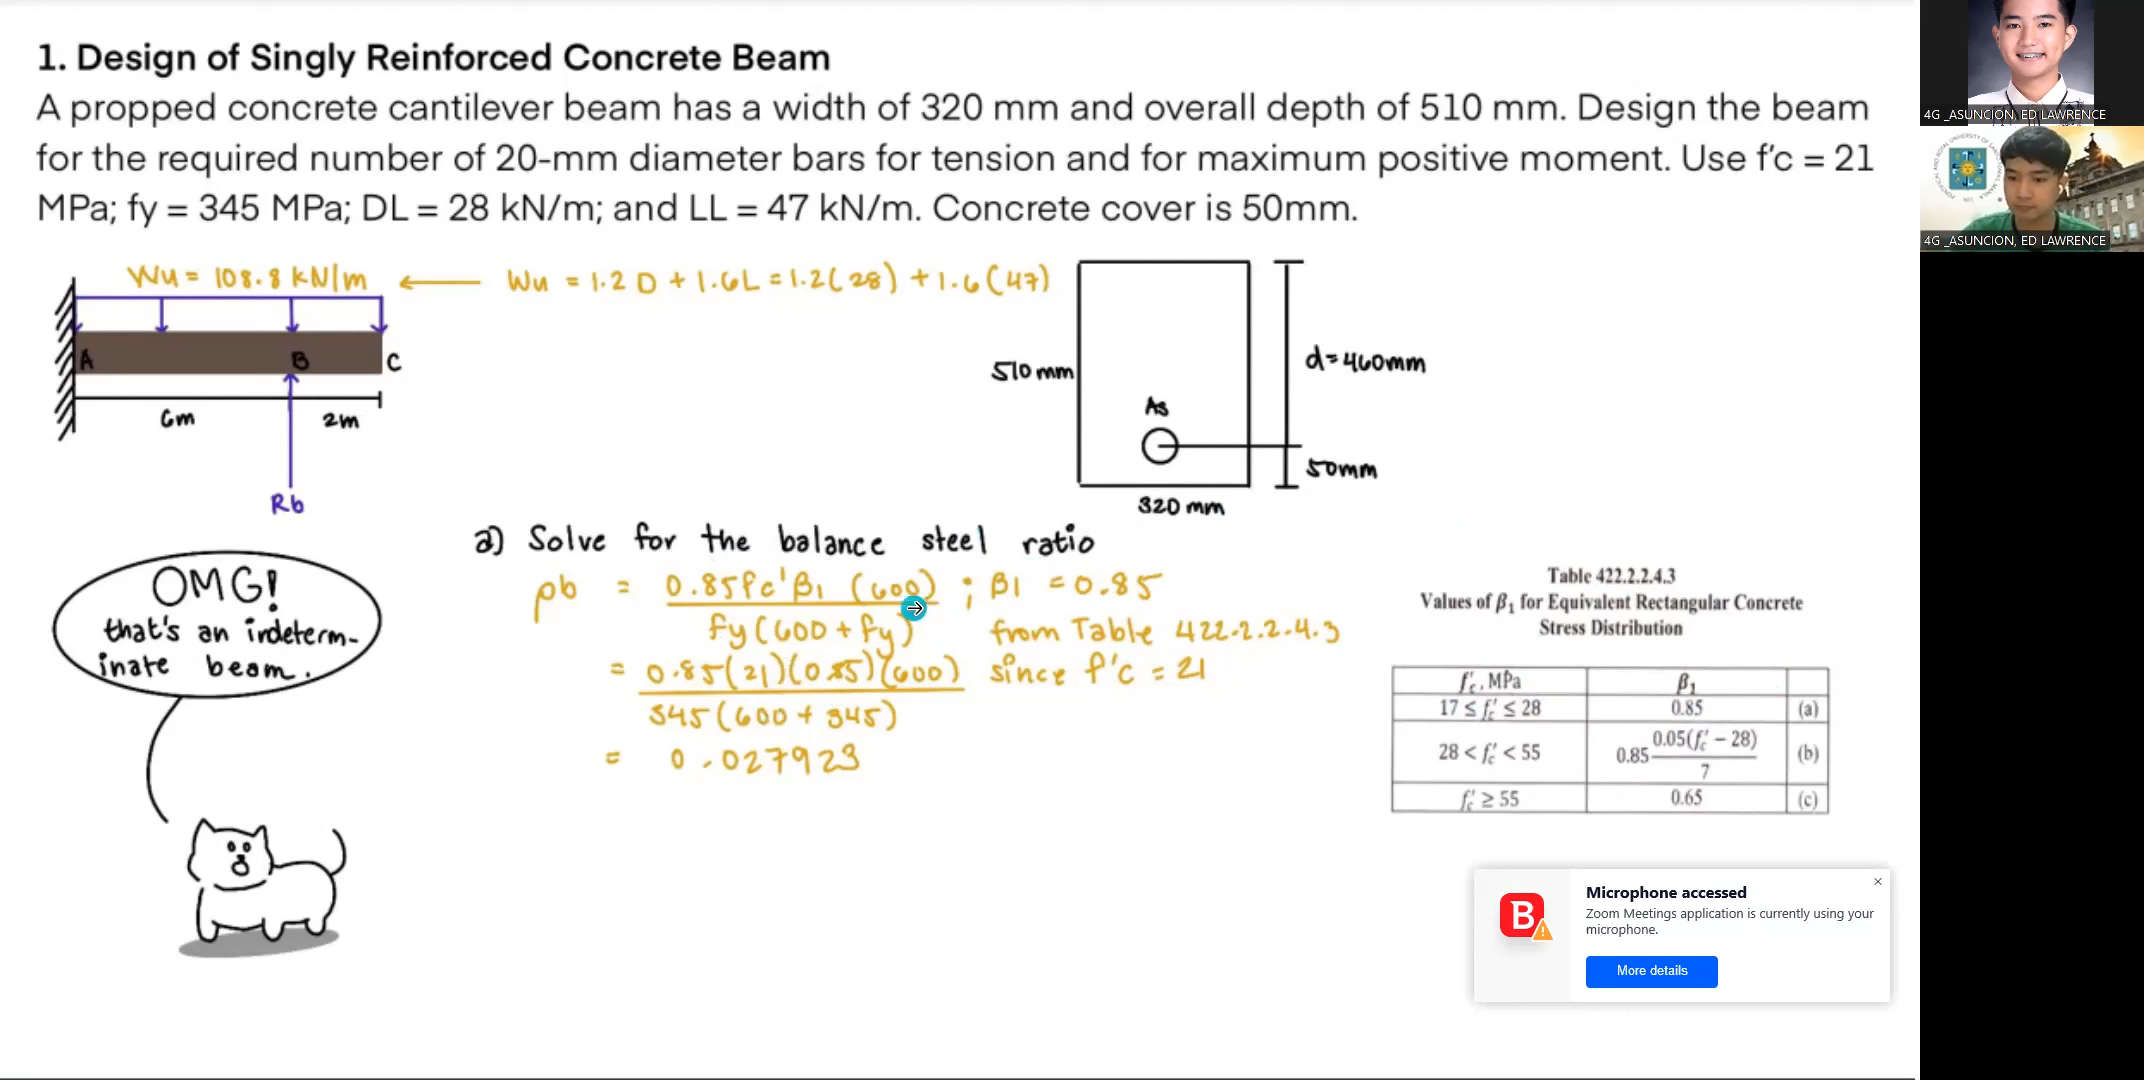 1. Design of Singly Reinforced Concrete Beam
A propped concrete cantilever beam has a width of 320 mm and overall depth of 510 mm. Design the beam
for the required number of 20-mm diameter bars for tension and for maximum positive moment. Use f'c = 21
MPa; fy = 345 MPa; DL = 28 kN/m; and LL = 47 kN/m. Concrete cover is 50mm.
Wu = 108.8 kN/m ← Wu = 1.2 D + 1.6L = 1.2(28) + 1.6(47)
A
B
C
6m
2m
Rb
510 mm
d=460mm
As
50mm
320 mm
OMG!
that's an indeterm-
inate beam.
a) Solve for the balance steel ratio
ρb = 0.85fc'β1 (600) ; β1 = 0.85
fy(600 + fy)
from Table 422.2.2.4.3
= 0.85(21)(0.85)(600) since f'c = 21
345(600 + 345)
= 0.027923
Table 422.2.2.4.3
Values of β₁ for Equivalent Rectangular Concrete
Stress Distribution
f'c, MPa β₁
17 ≤ f'c ≤ 28 0.85 (a)
28 < f'c < 55 0.85 0.05(f'c − 28) / 7 (b)
f'c ≥ 55 0.65 (c)
Microphone accessed
Zoom Meetings application is currently using your
microphone.
More details
4G _ASUNCION, ED LAWRENCE
4G _ASUNCION, ED LAWRENCE